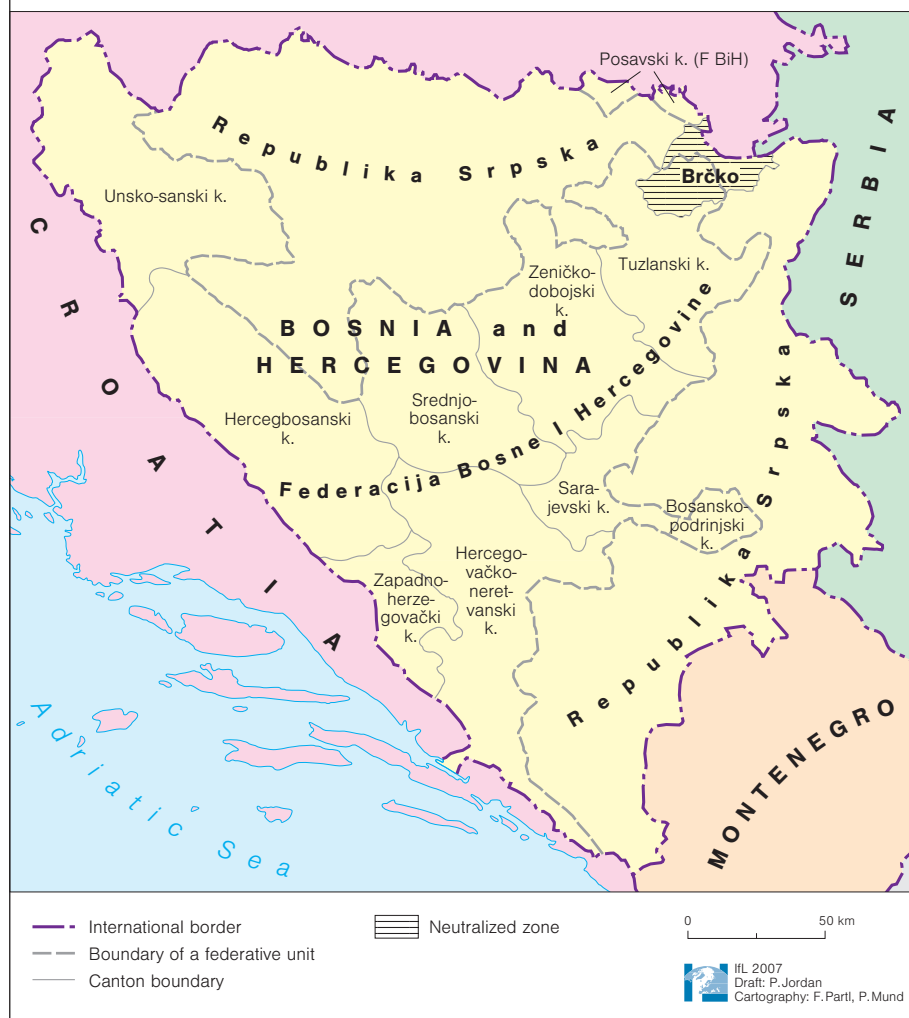 Posavski k. (F BiH)
Republika Srpska
Brčko
Unsko-sanski k.
SERBIA
CROATIA
Zeničko-
dobojski
k.
Tuzlanski k.
BOSNIA and
HERCEGOVINA
Hercegbosanski
k.
Srednjo-
bosanski
k.
Federacija Bosne I Hercegovine
Sara-
jevski k.
Bosansko-
podrinjski
k.
Republika Srpska
Zapadno-
herze-
govački
k.
Hercego-
vačko-
neret-
vanski
k.
MONTENEGRO
Adriatic Sea
International border
Boundary of a federative unit
Canton boundary
Neutralized zone
0 50 km
IfL 2007
Draft: P.Jordan
Cartography: F.Partl, P.Mund